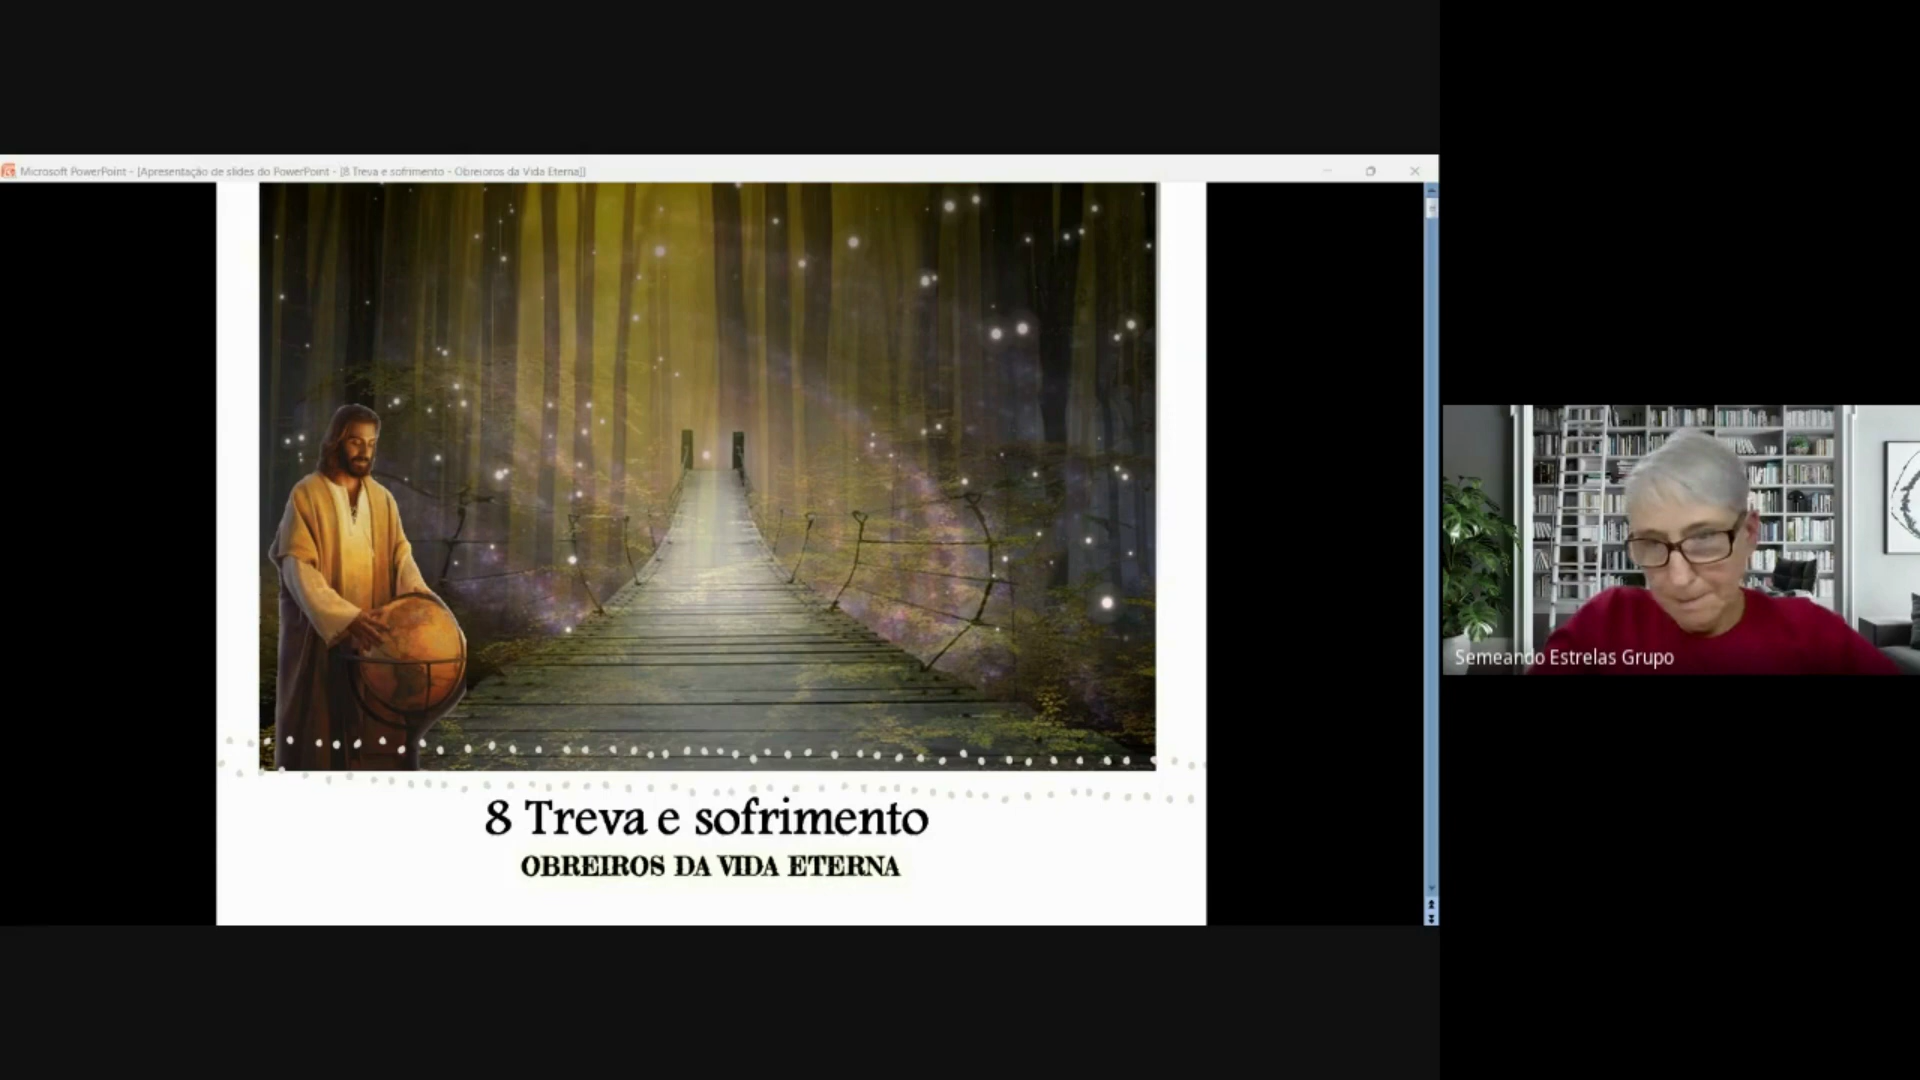 Microsoft PowerPoint - [Apresentação de slides do PowerPoint - [8 Treva e sofrimento - Obreioros da Vida Eterna]]
8 Treva e sofrimento
OBREIROS DA VIDA ETERNA
Semeando Estrelas Grupo